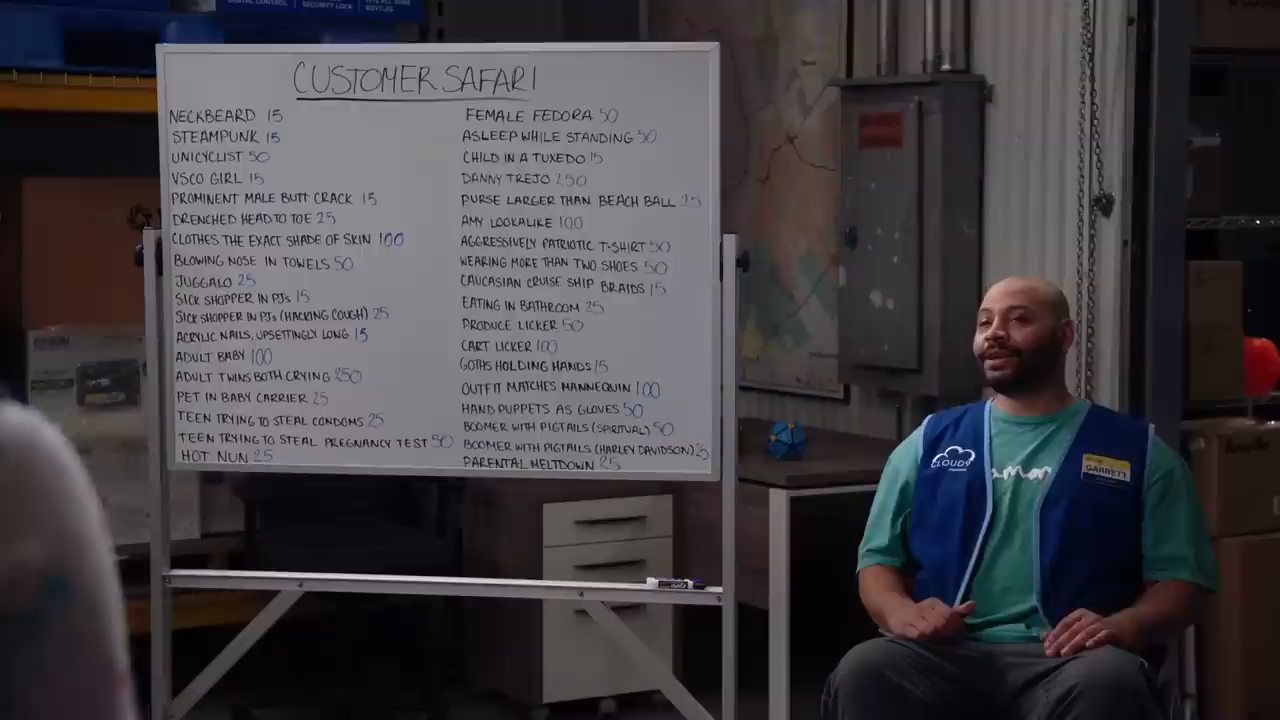 CUSTOMER SAFARI
NECKBEARD 15
STEAMPUNK 15
UNICYCLIST 50
VSCO GIRL 15
PROMINENT MALE BUTT CRACK 15
DRENCHED HEAD TO TOE 25
CLOTHES THE EXACT SHADE OF SKIN 100
BLOWING NOSE IN TOWELS 50
JUGGALO 25
SICK SHOPPER IN PJs 15
SICK SHOPPER IN PJs (HACKING COUGH) 25
ACRYLIC NAILS, UPSETTINGLY LONG 15
ADULT BABY 100
ADULT TWINS BOTH CRYING 250
PET IN BABY CARRIER 25
TEEN TRYING TO STEAL CONDOMS 25
TEEN TRYING TO STEAL PREGNANCY TEST 50
HOT NUN 25
FEMALE FEDORA 50
ASLEEP WHILE STANDING 50
CHILD IN A TUXEDO 15
DANNY TREJO 250
PURSE LARGER THAN BEACH BALL 25
AMY LOOKALIKE 100
AGGRESSIVELY PATRIOTIC T-SHIRT 50
WEARING MORE THAN TWO SHOES 50
CAUCASIAN CRUISE SHIP BRAIDS 15
EATING IN BATHROOM 25
PRODUCE LICKER 50
CART LICKER 100
GOTHS HOLDING HANDS 15
OUTFIT MATCHES MANNEQUIN 100
HAND PUPPETS AS GLOVES 50
BOOMER WITH PIGTAILS (SPIRITUAL) 50
BOOMER WITH PIGTAILS (HARLEY DAVIDSON) 25
PARENTAL MELTDOWN 25
SECURITY LOCK
CLOUD9
GARRETT